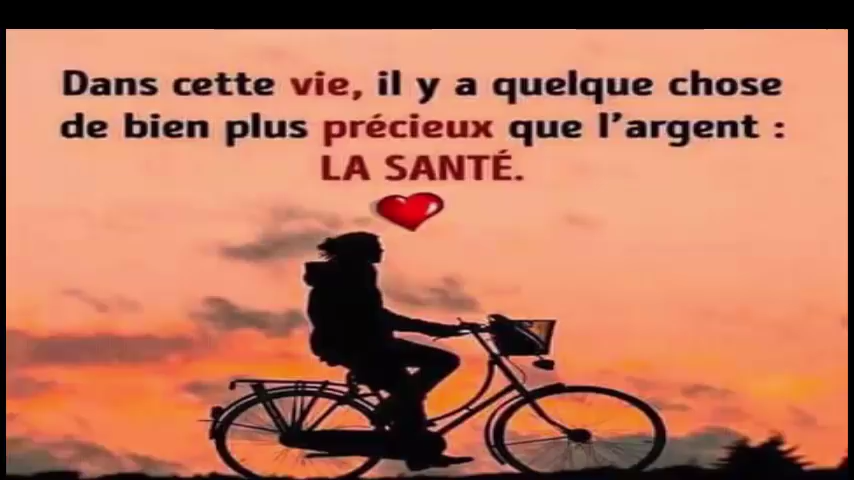 Dans cette vie, il y a quelque chose
de bien plus précieux que l'argent :
LA SANTÉ.